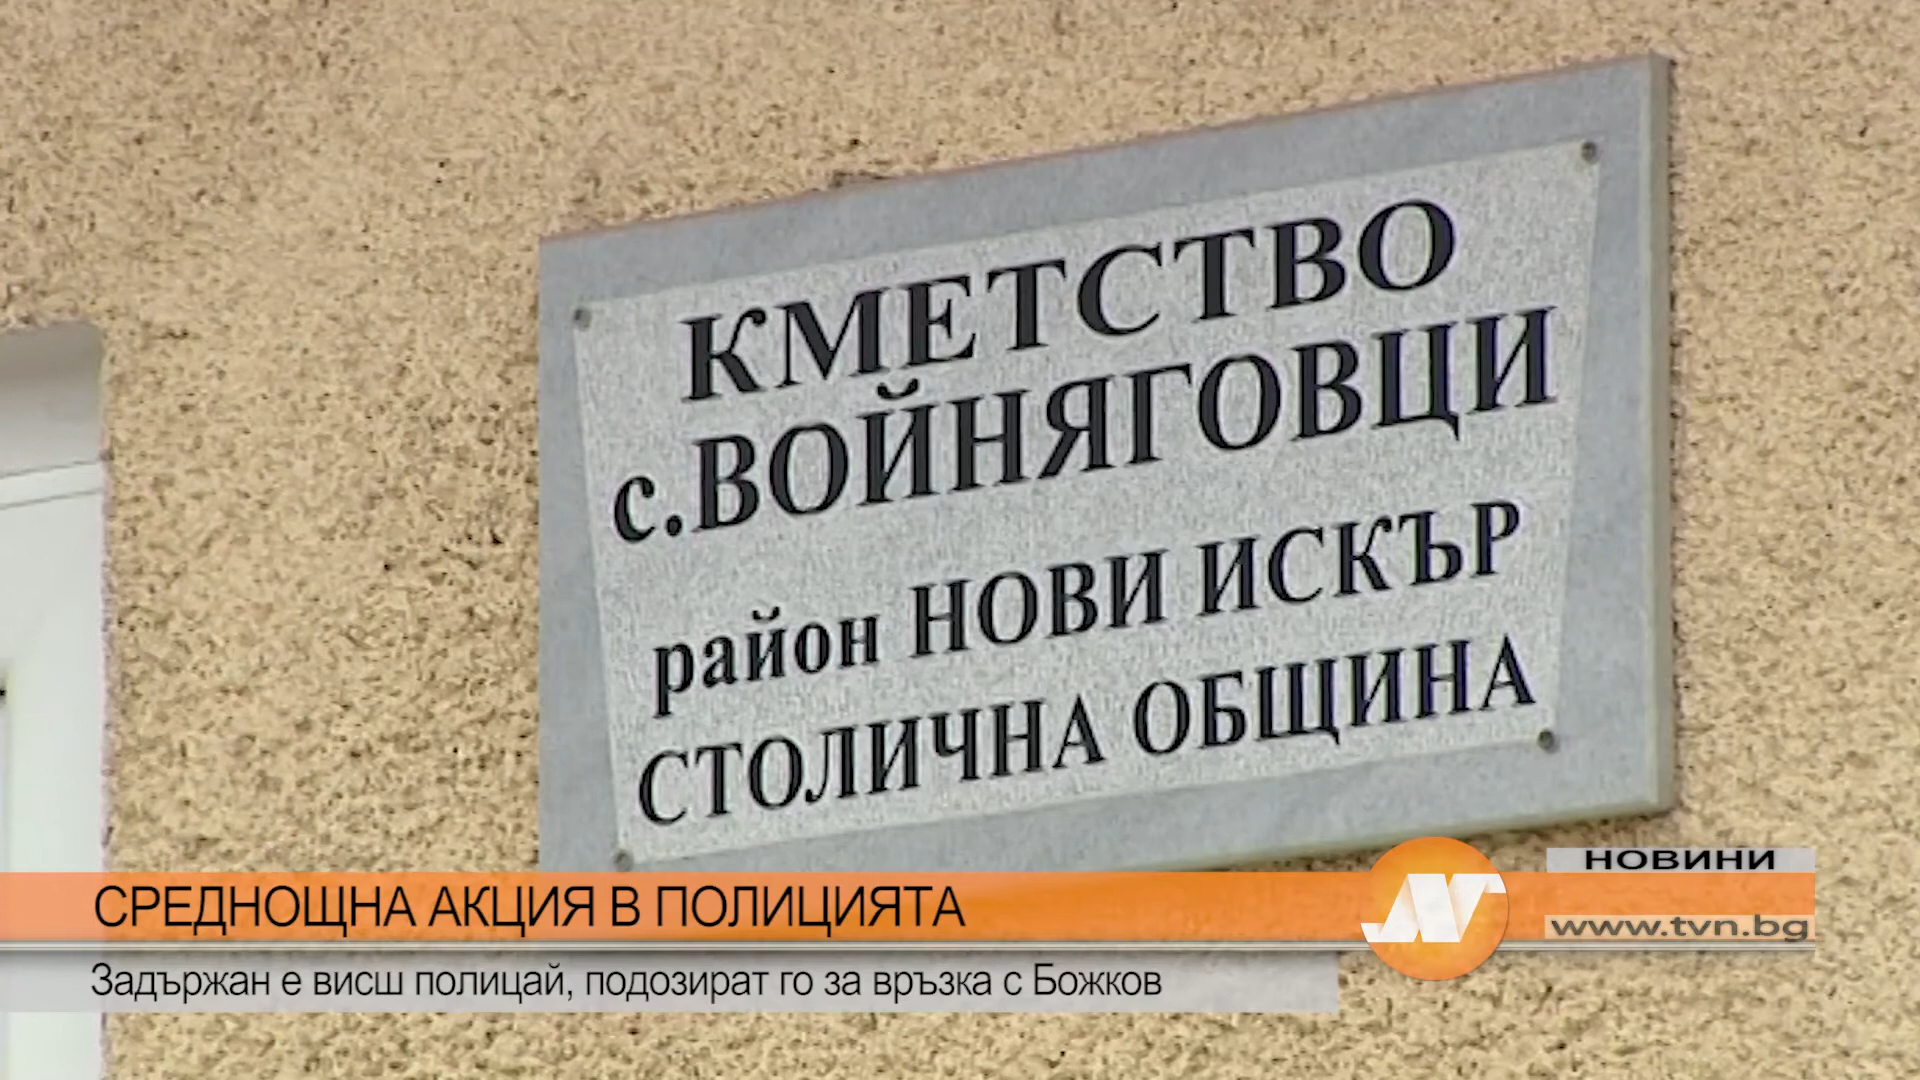 КМЕТСТВО
с.ВОЙНЯГОВЦИ
район НОВИ ИСКЪР
СТОЛИЧНА ОБЩИНА
НОВИНИ
СРЕДНОЩНА АКЦИЯ В ПОЛИЦИЯТА
www.tvn.bg
Задържан е висш полицай, подозират го за връзка с Божков